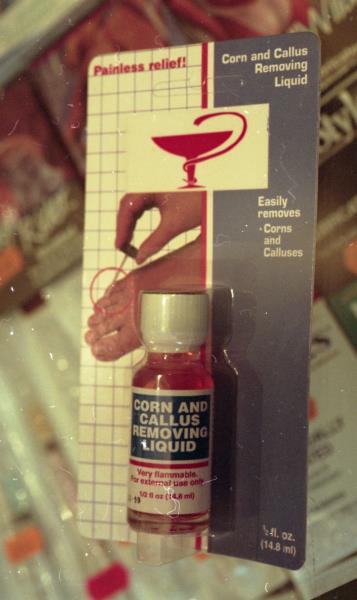 Painless relief!
Corn and Callus
Removing
Liquid
Easily
removes
• Corns
and
Calluses
CORN AND
CALLUS
REMOVING
LIQUID
Very flammable.
For external use only
1/2 fl oz (14.8 ml)
½ fl. oz.
(14.8 ml)